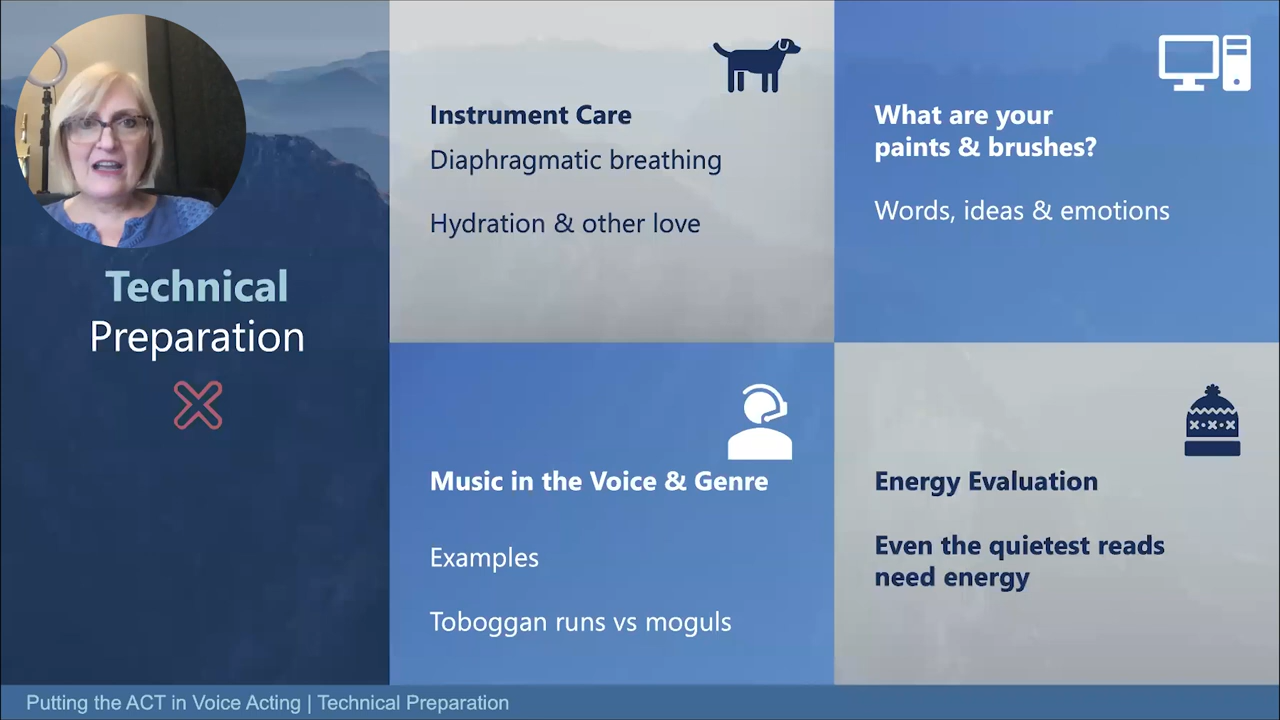 Technical
Preparation
Instrument Care
Diaphragmatic breathing
Hydration & other love
What are your
paints & brushes?
Words, ideas & emotions
Music in the Voice & Genre
Examples
Toboggan runs vs moguls
Energy Evaluation
Even the quietest reads
need energy
Putting the ACT in Voice Acting | Technical Preparation